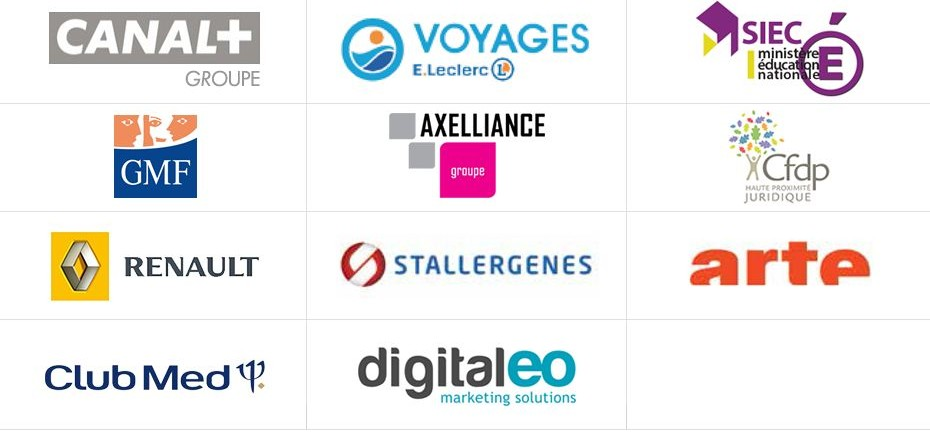 CANAL+
GROUPE
VOYAGES
E.Leclerc L
SIEC
ministère
éducation
nationale
É
GMF
AXELLIANCE
groupe
Cfdp
HAUTE PROXIMITÉ
JURIDIQUE
RENAULT
STALLERGENES
arte
Club Med
digitaleo
marketing solutions